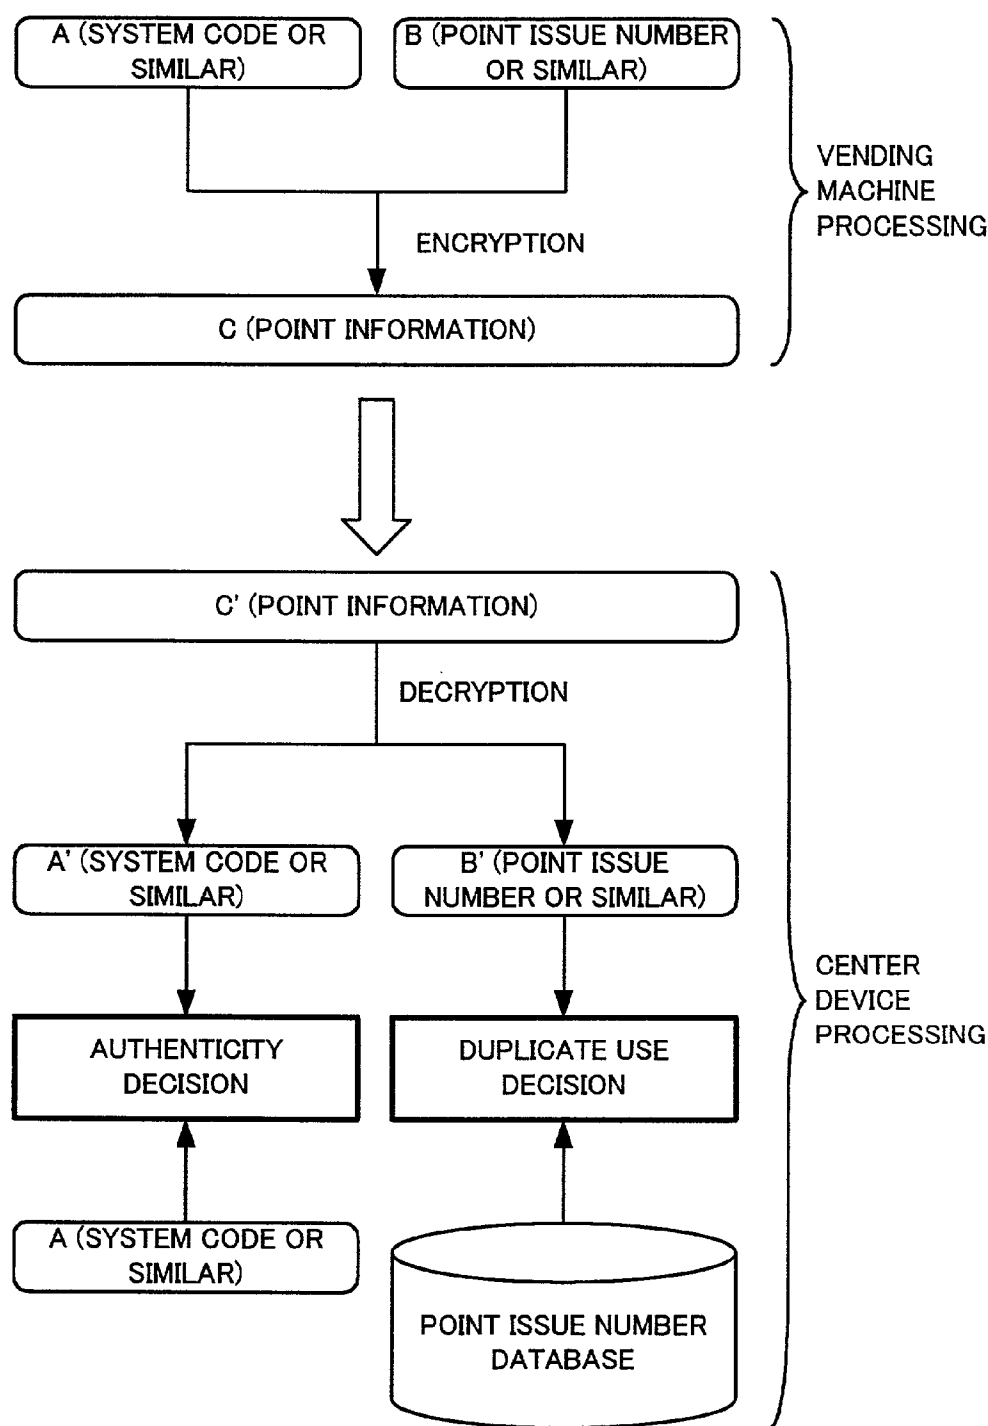 A (SYSTEM CODE OR
SIMILAR)
B (POINT ISSUE NUMBER
OR SIMILAR)
VENDING
MACHINE
PROCESSING
ENCRYPTION
C (POINT INFORMATION)
C' (POINT INFORMATION)
DECRYPTION
A' (SYSTEM CODE OR
SIMILAR)
B' (POINT ISSUE
NUMBER OR SIMILAR)
CENTER
DEVICE
PROCESSING
AUTHENTICITY
DECISION
DUPLICATE USE
DECISION
A (SYSTEM CODE OR
SIMILAR)
POINT ISSUE NUMBER
DATABASE